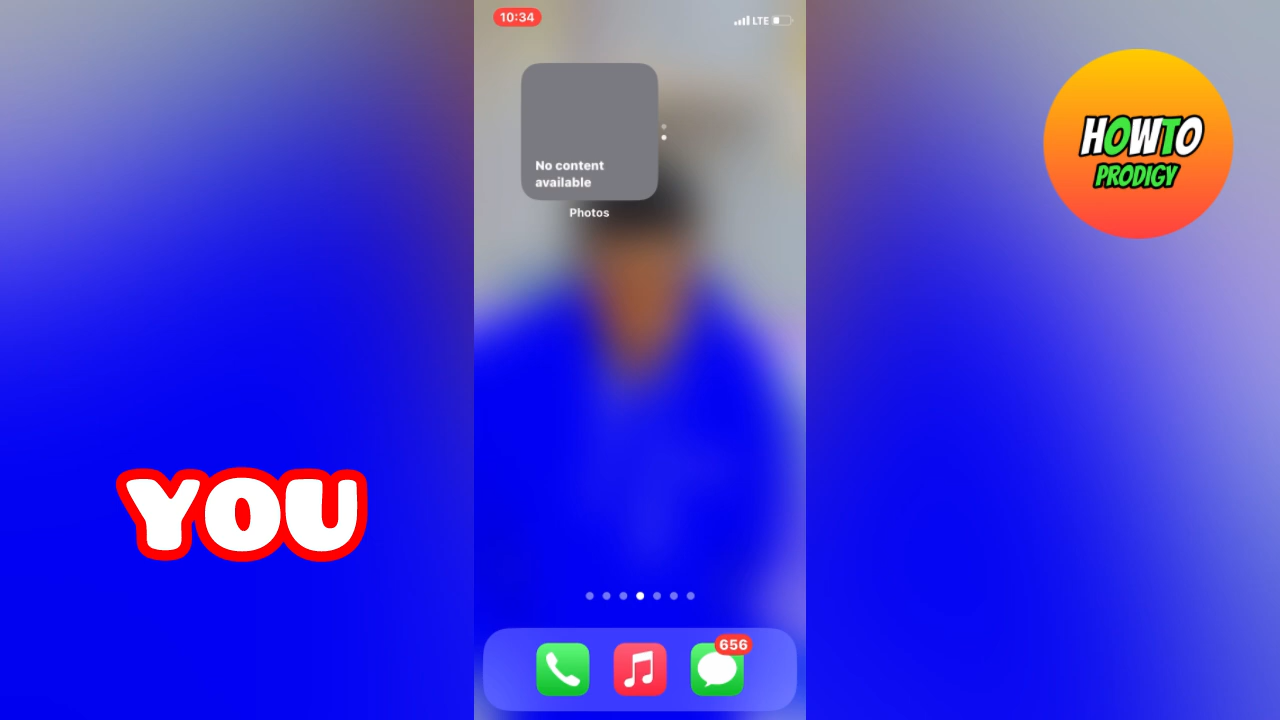 10:34
LTE
No content
available
Photos
HOWTO
PRODIGY
YOU
656